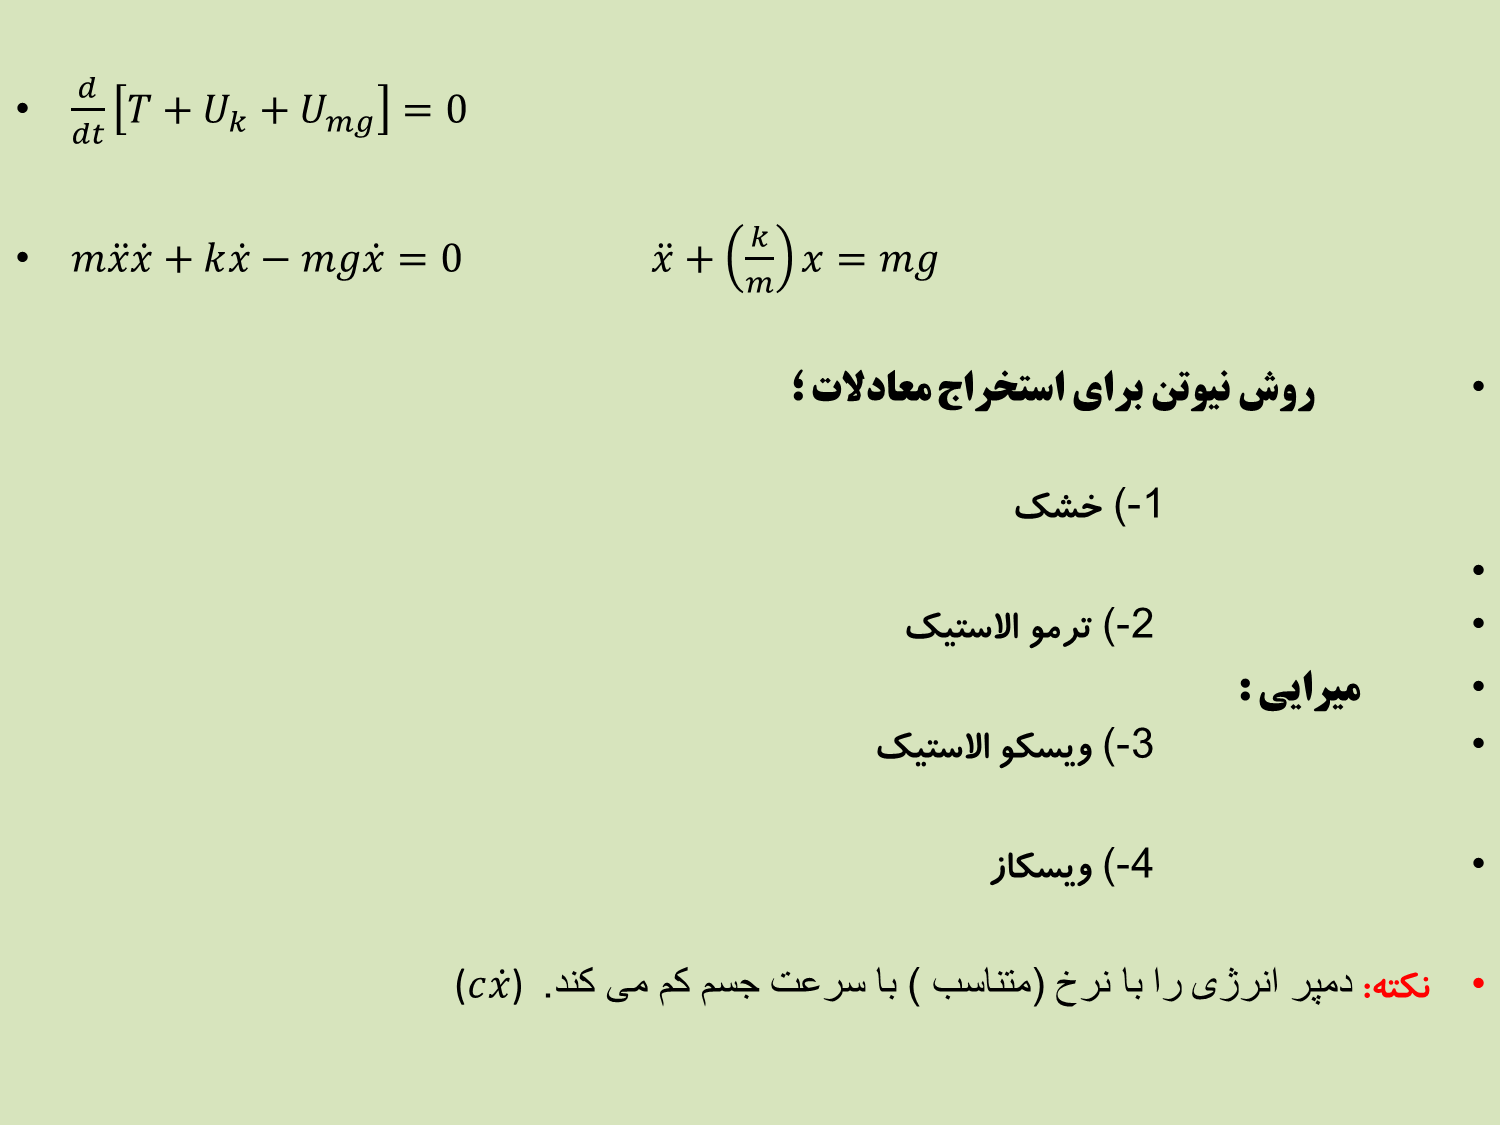 • d/dt [T + U_k + U_mg] = 0
• mẍẋ + kẋ − mgẋ = 0 ẍ + (k/m) x = mg
• روش نیوتن برای استخراج معادلات ؛
1-) خشک
•
• 2-) ترمو الاستیک
• میرایی :
• 3-) ویسکو الاستیک
• 4-) ویسکاز
• نکته: دمپر انرژی را با نرخ (متناسب ) با سرعت جسم کم می کند. (cẋ)